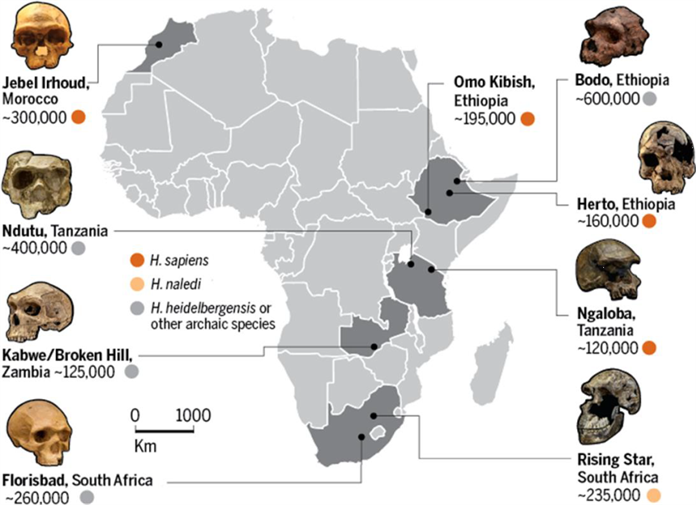 Jebel Irhoud,
Morocco
~300,000
Ndutu, Tanzania
~400,000
Kabwe/Broken Hill,
Zambia ~125,000
Florisbad, South Africa
~260,000
H. sapiens
H. naledi
H. heidelbergensis or
other archaic species
0 1000
Km
Omo Kibish,
Ethiopia
~195,000
Bodo, Ethiopia
~600,000
Herto, Ethiopia
~160,000
Ngaloba,
Tanzania
~120,000
Rising Star,
South Africa
~235,000